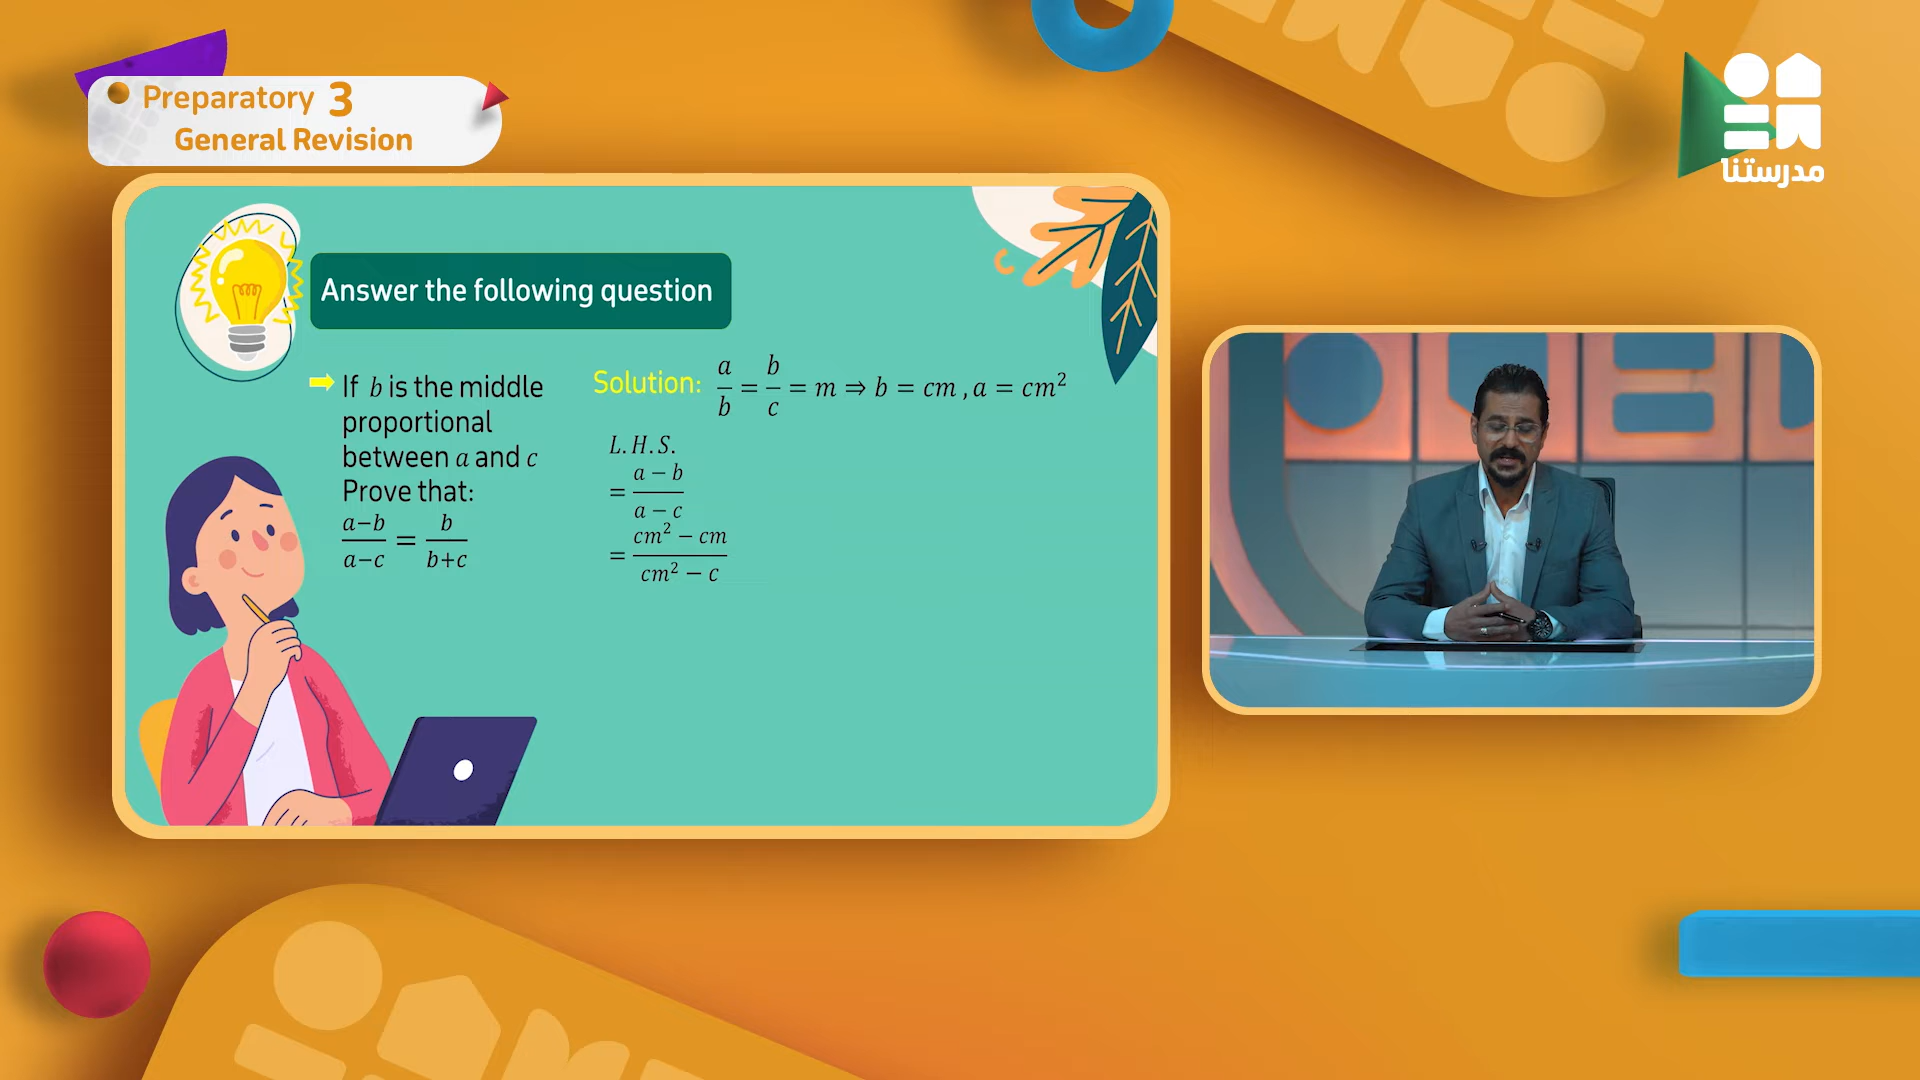 Preparatory 3
General Revision
مدرستنا
Answer the following question
If b is the middle
proportional
between a and c
Prove that:
a−b/a−c = b/b+c
Solution: a/b = b/c = m ⇒ b = cm , a = cm²
L.H.S.
= a − b/a − c
= cm² − cm/cm² − c